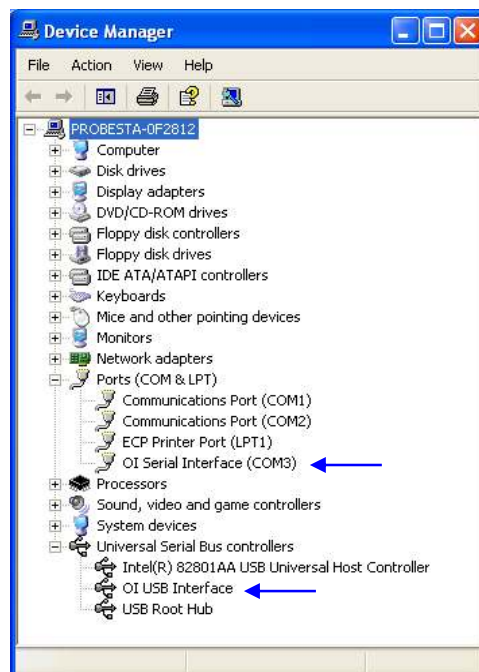 Device Manager
File Action View Help
PROBESTA-0F2812
Computer
Disk drives
Display adapters
DVD/CD-ROM drives
Floppy disk controllers
Floppy disk drives
IDE ATA/ATAPI controllers
Keyboards
Mice and other pointing devices
Monitors
Network adapters
Ports (COM & LPT)
Communications Port (COM1)
Communications Port (COM2)
ECP Printer Port (LPT1)
OI Serial Interface (COM3)
Processors
Sound, video and game controllers
System devices
Universal Serial Bus controllers
Intel(R) 82801AA USB Universal Host Controller
OI USB Interface
USB Root Hub